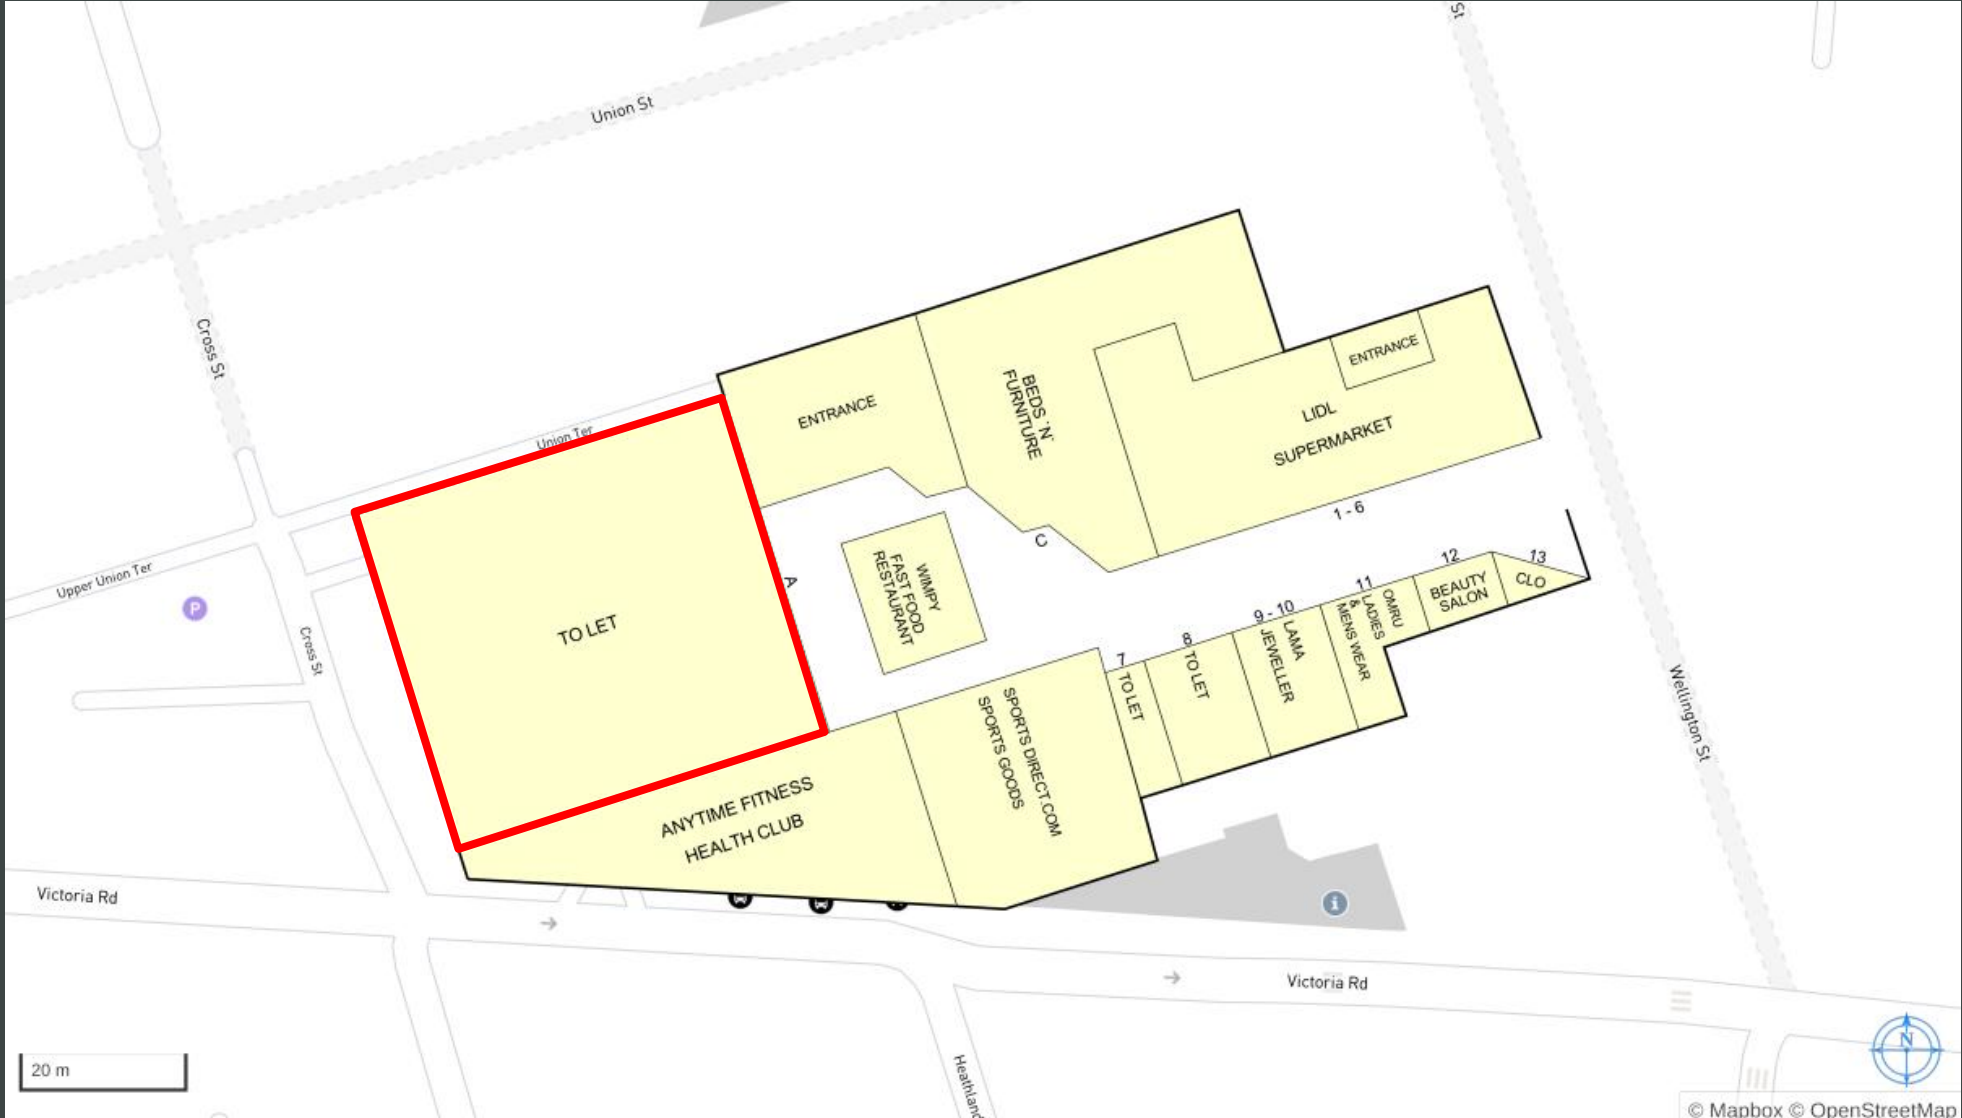 St
Union St
Cross St
Union Ter
Upper Union Ter
P
Cross St
ENTRANCE
BEDS 'N'
FURNITURE
ENTRANCE
LIDL
SUPERMARKET
1 - 6
C
A
TO LET
WIMPY
FAST FOOD
RESTAURANT
7
TO LET
8
TO LET
9 - 10
LAMA
JEWELLER
11
OMRU
LADIES
&
MENS WEAR
12
BEAUTY
SALON
13
CLO
SPORTS DIRECT.COM
SPORTS GOODS
ANYTIME FITNESS
HEALTH CLUB
Wellington St
i
Victoria Rd
Victoria Rd
Heathland
20 m
N
© Mapbox © OpenStreetMap